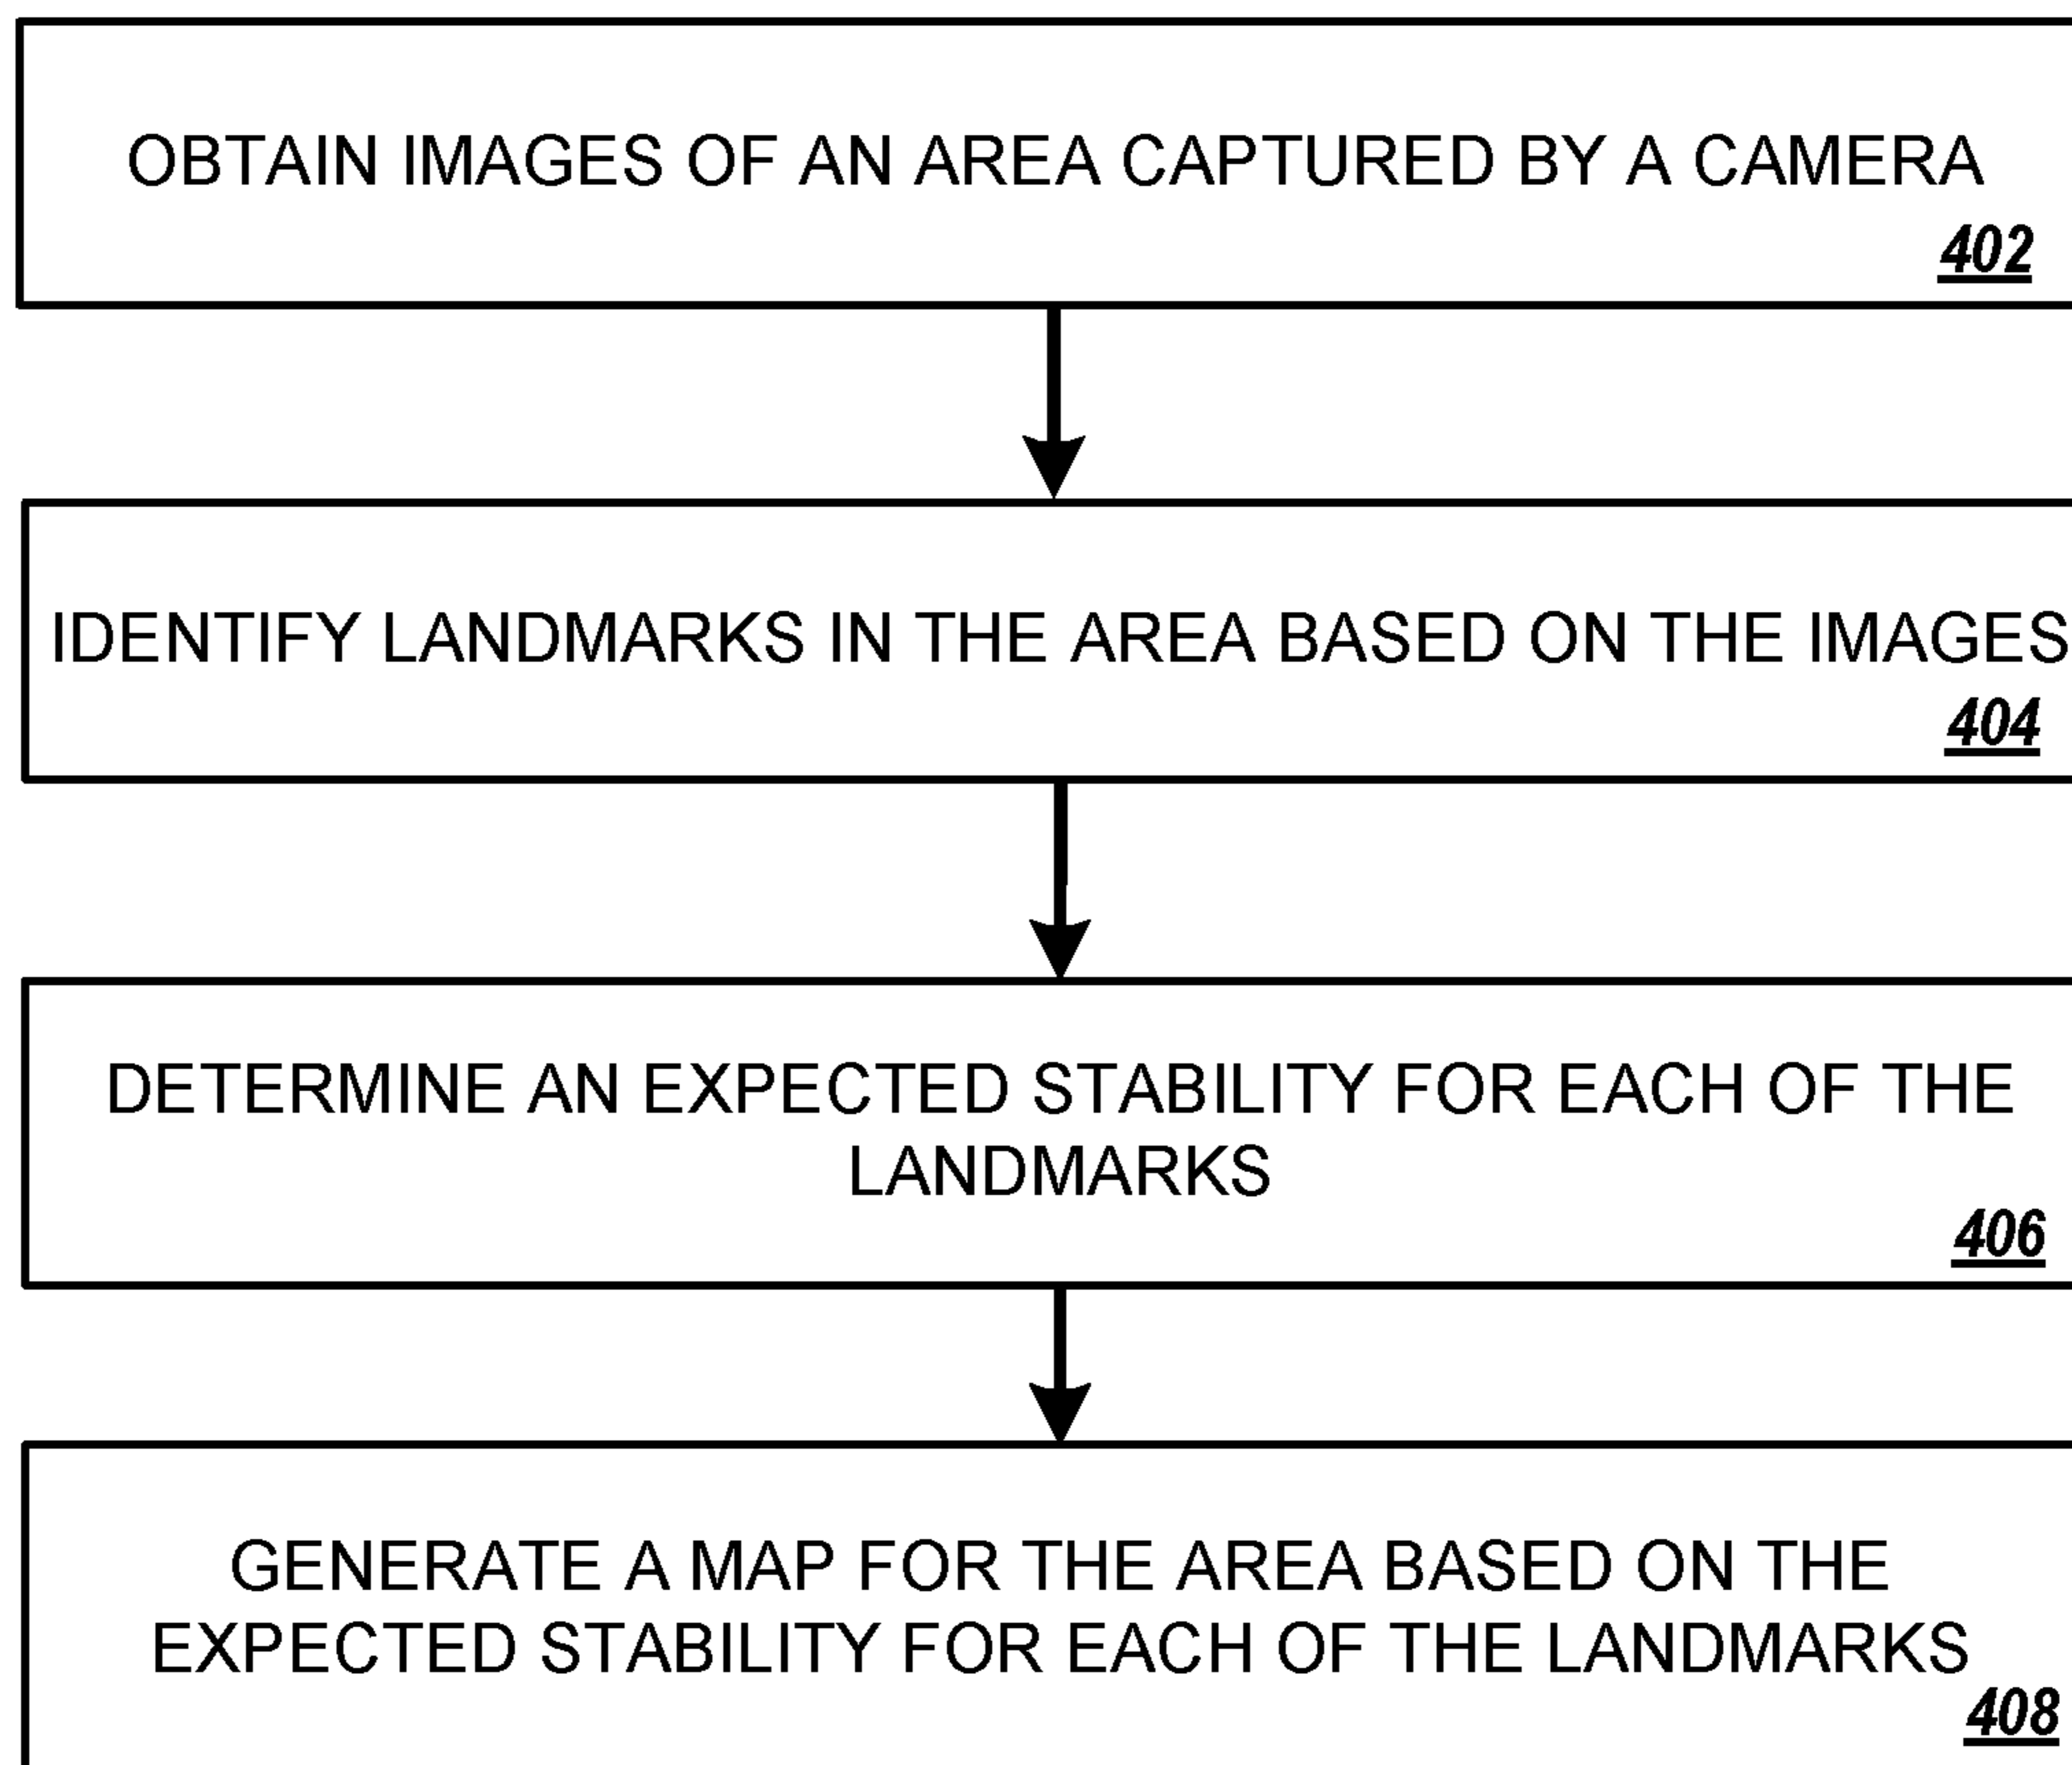 OBTAIN IMAGES OF AN AREA CAPTURED BY A CAMERA
402
IDENTIFY LANDMARKS IN THE AREA BASED ON THE IMAGES
404
DETERMINE AN EXPECTED STABILITY FOR EACH OF THE
LANDMARKS
406
GENERATE A MAP FOR THE AREA BASED ON THE
EXPECTED STABILITY FOR EACH OF THE LANDMARKS
408